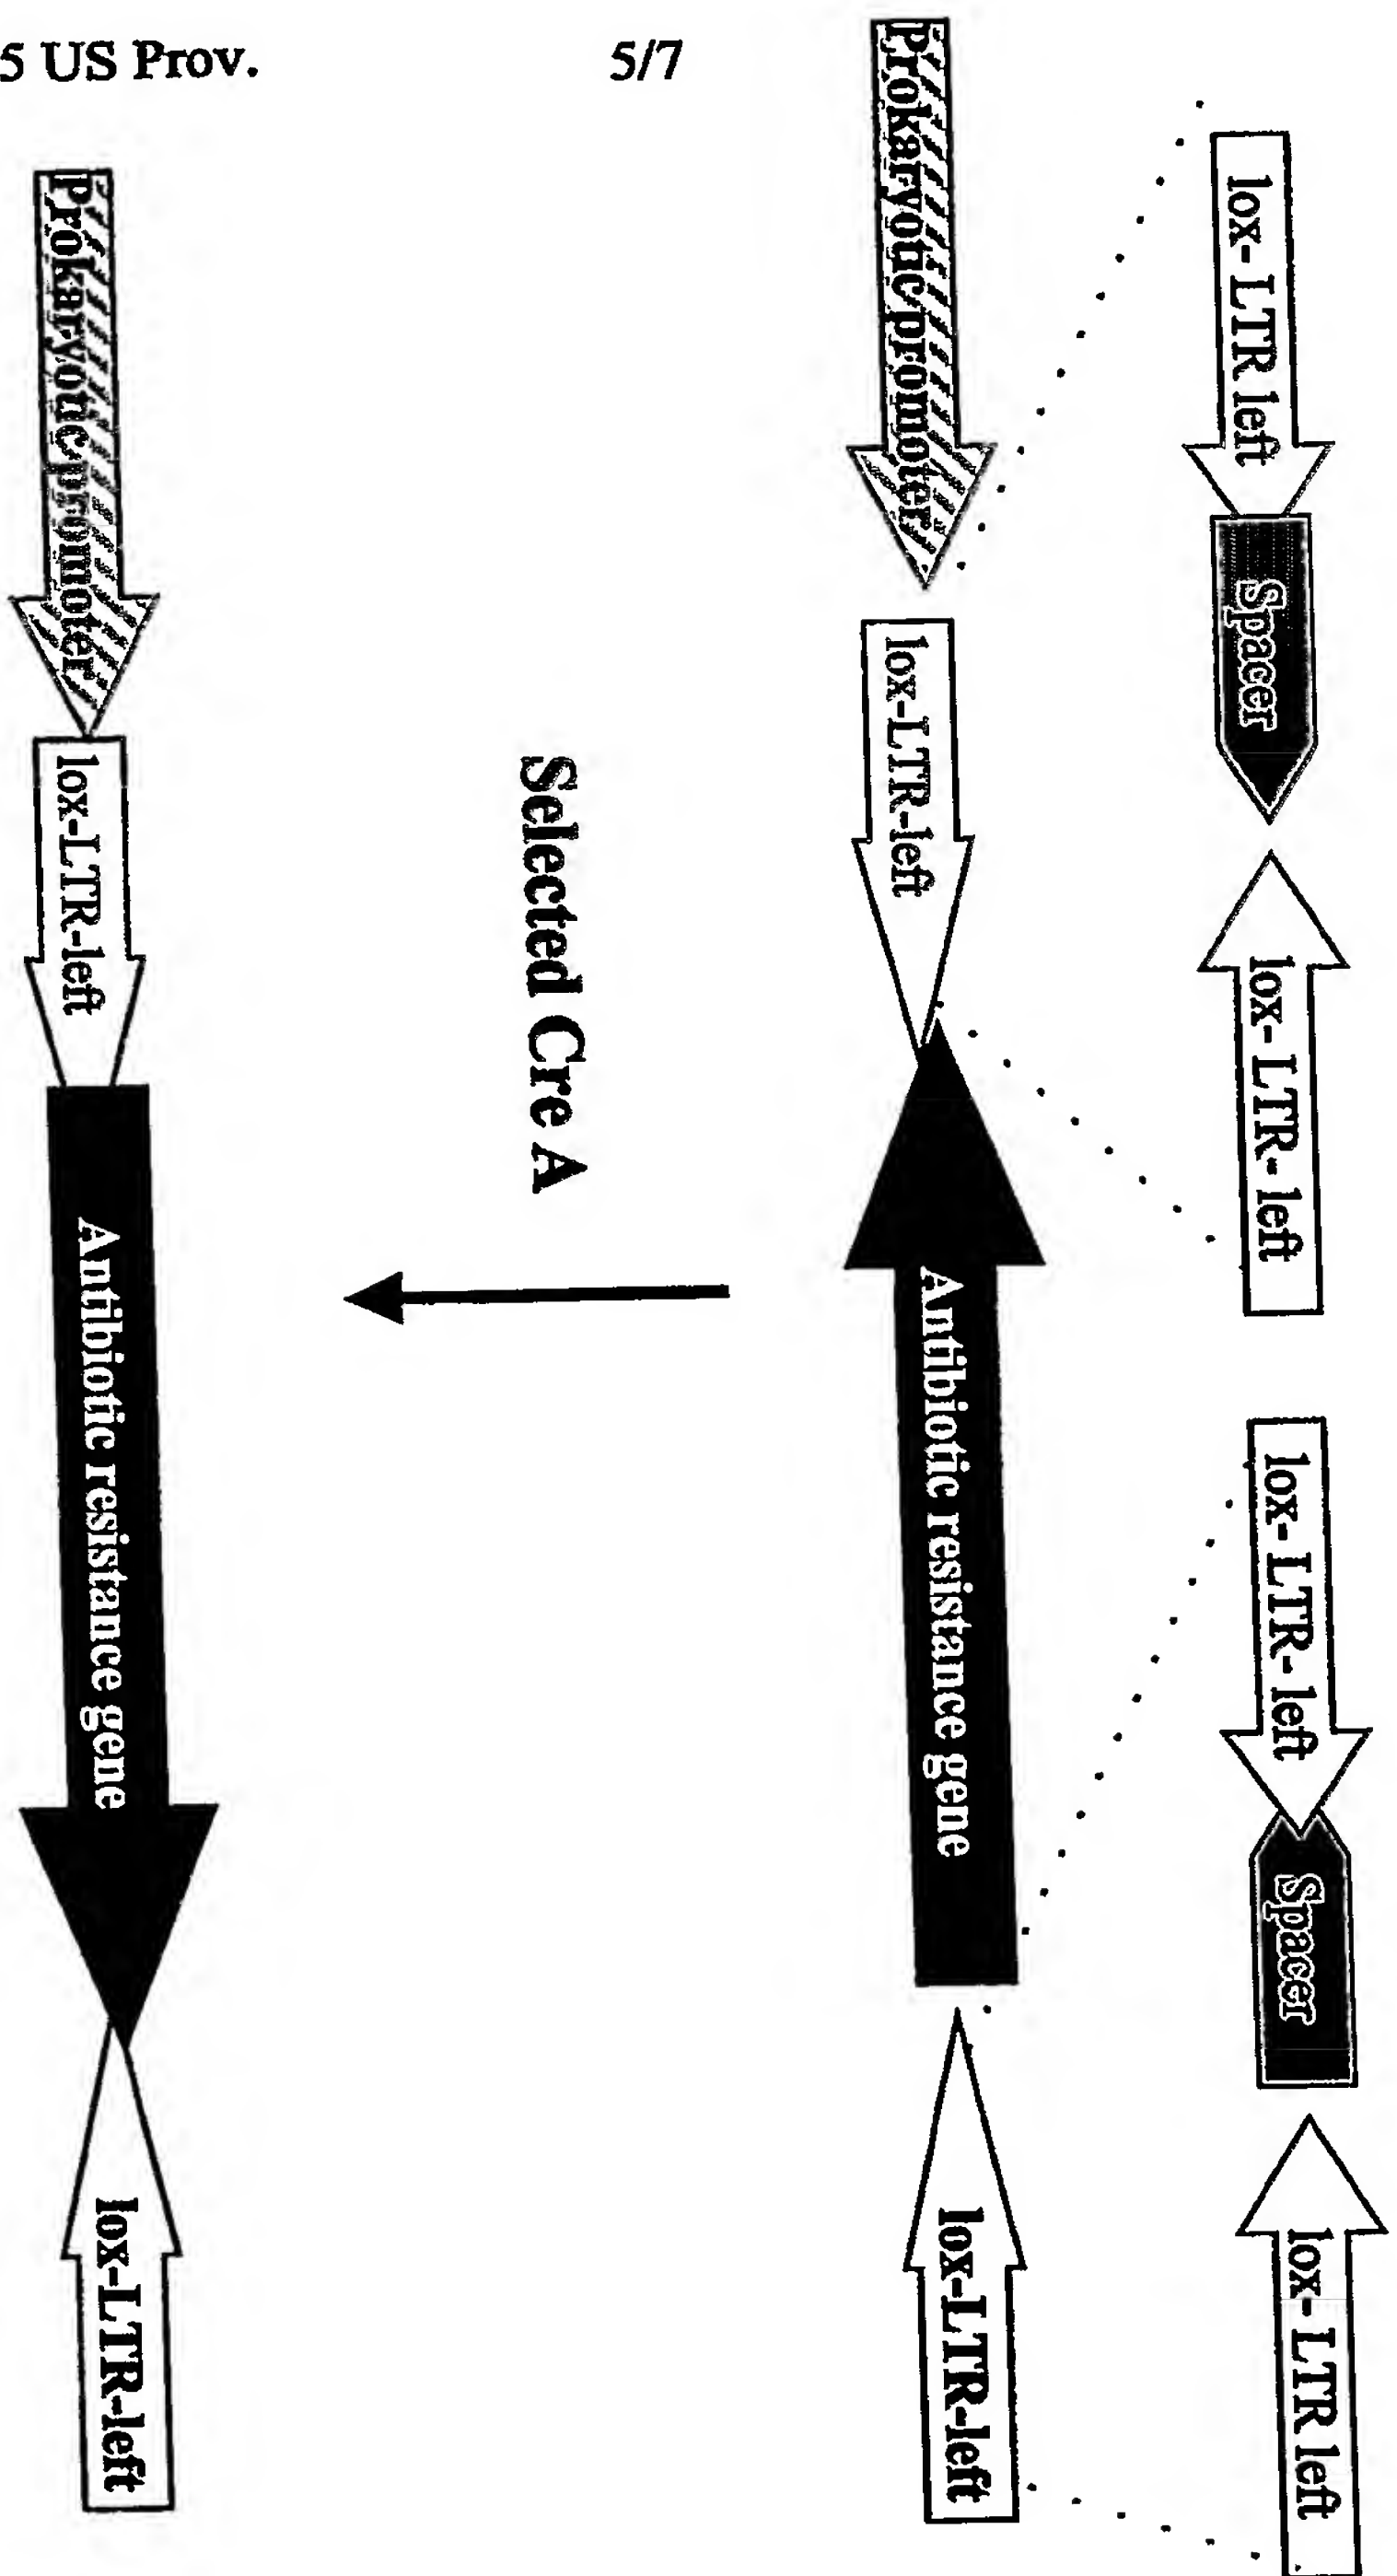 5 US Prov.
5/7
lox- LTR left
Spacer
lox- LTR- left
lox- LTR- left
Spacer
lox- LTR left
Prokaryotic promoter
lox-LTR-left
Antibiotic resistance gene
lox-LTR-left
Selected Cre A
Prokaryotic promoter
lox-LTR-left
Antibiotic resistance gene
lox-LTR-left